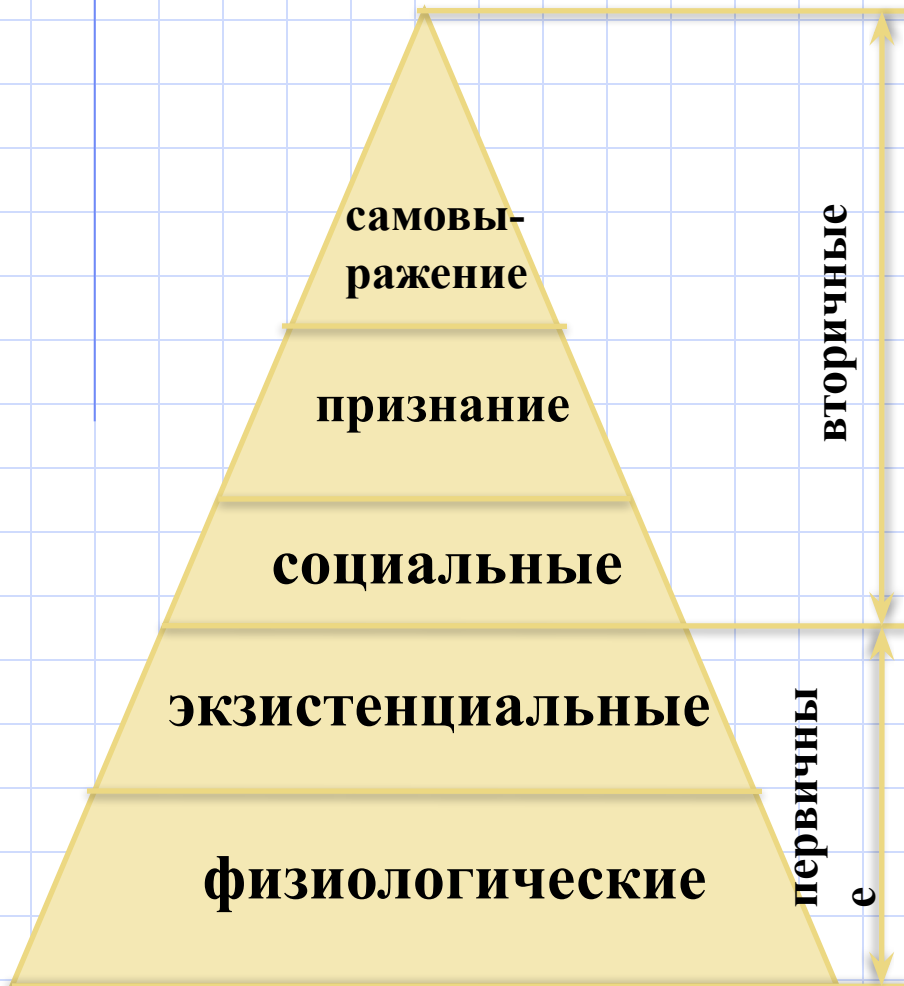 самовы-
ражение
признание
социальные
экзистенциальные
физиологические
вторичные
первичны
е